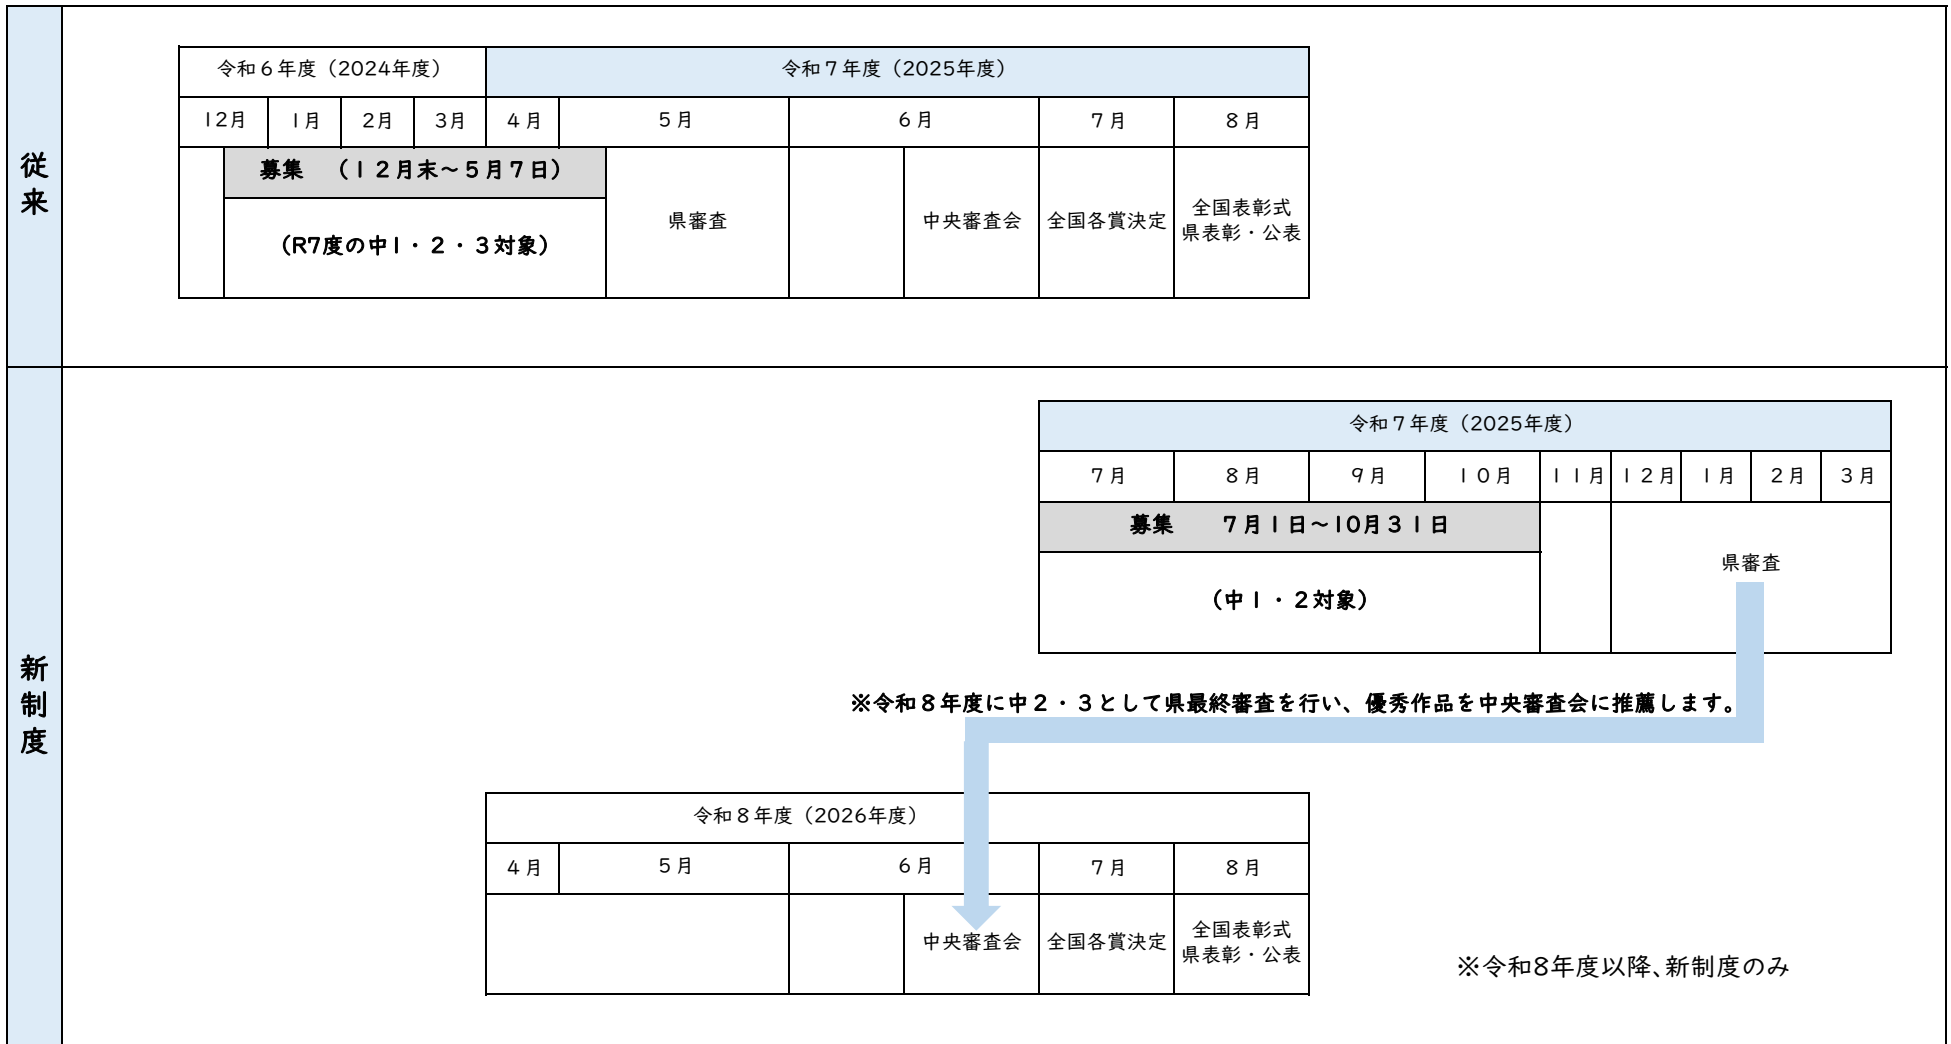 従来
令和６年度（2024年度）　令和７年度（2025年度）
12月　1月　2月　3月　４月　５月　６月　７月　８月
募集　（１２月末～５月７日）
（R7度の中1・２・３対象）
県審査　中央審査会　全国各賞決定　全国表彰式
県表彰・公表
新制度
令和７年度（2025年度）
７月　８月　９月　１０月　１１月　１２月　１月　２月　３月
募集　７月１日～10月３１日
（中１・２対象）
県審査
※令和８年度に中２・３として県最終審査を行い、優秀作品を中央審査会に推薦します。
令和８年度（2026年度）
４月　５月　６月　７月　８月
中央審査会　全国各賞決定　全国表彰式
県表彰・公表
※令和8年度以降、新制度のみ